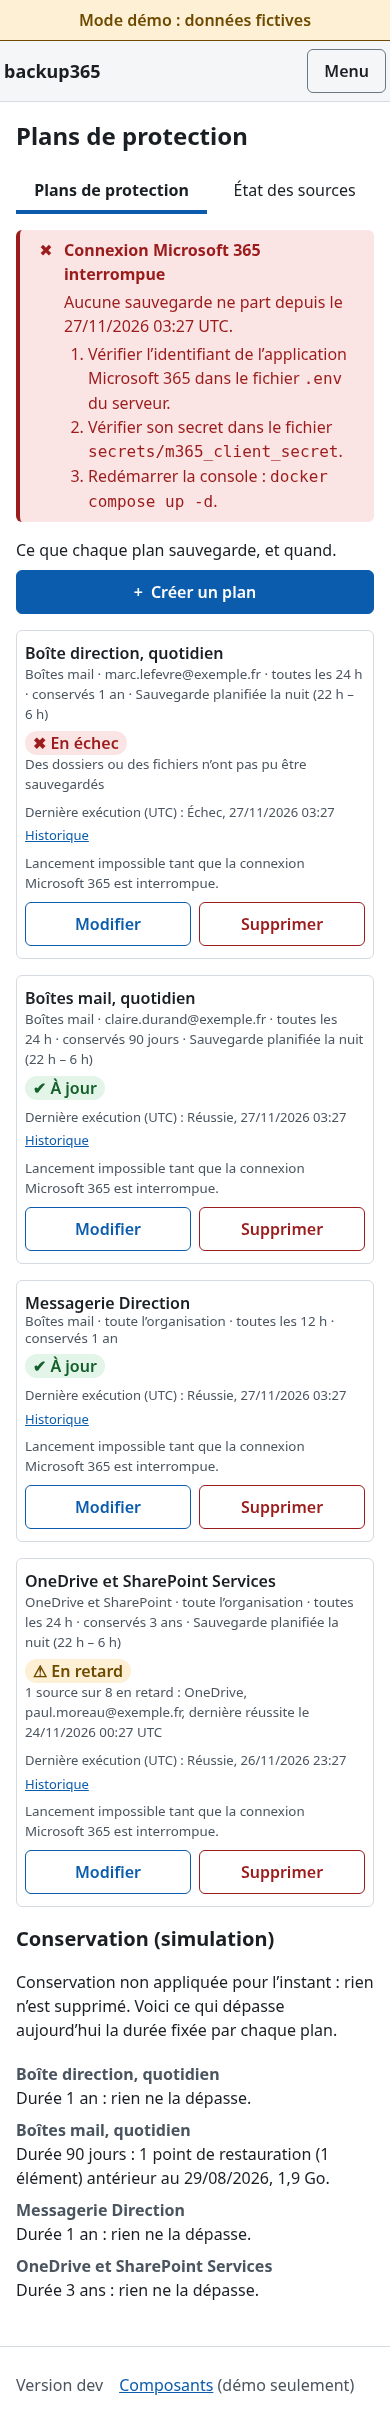 Mode démo : données fictives
backup365
Menu
Plans de protection
Plans de protection
État des sources
✖ Connexion Microsoft 365
interrompue
Aucune sauvegarde ne part depuis le
27/11/2026 03:27 UTC.
1. Vérifier l’identifiant de l’application
Microsoft 365 dans le fichier .env
du serveur.
2. Vérifier son secret dans le fichier
secrets/m365_client_secret.
3. Redémarrer la console : docker
compose up -d.
Ce que chaque plan sauvegarde, et quand.
+ Créer un plan
Boîte direction, quotidien
Boîtes mail · marc.lefevre@exemple.fr · toutes les 24 h
· conservés 1 an · Sauvegarde planifiée la nuit (22 h –
6 h)
✖ En échec
Des dossiers ou des fichiers n’ont pas pu être
sauvegardés
Dernière exécution (UTC) : Échec, 27/11/2026 03:27
Historique
Lancement impossible tant que la connexion
Microsoft 365 est interrompue.
Modifier
Supprimer
Boîtes mail, quotidien
Boîtes mail · claire.durand@exemple.fr · toutes les
24 h · conservés 90 jours · Sauvegarde planifiée la nuit
(22 h – 6 h)
✔ À jour
Dernière exécution (UTC) : Réussie, 27/11/2026 03:27
Historique
Lancement impossible tant que la connexion
Microsoft 365 est interrompue.
Modifier
Supprimer
Messagerie Direction
Boîtes mail · toute l’organisation · toutes les 12 h ·
conservés 1 an
✔ À jour
Dernière exécution (UTC) : Réussie, 27/11/2026 03:27
Historique
Lancement impossible tant que la connexion
Microsoft 365 est interrompue.
Modifier
Supprimer
OneDrive et SharePoint Services
OneDrive et SharePoint · toute l’organisation · toutes
les 24 h · conservés 3 ans · Sauvegarde planifiée la
nuit (22 h – 6 h)
⚠ En retard
1 source sur 8 en retard : OneDrive,
paul.moreau@exemple.fr, dernière réussite le
24/11/2026 00:27 UTC
Dernière exécution (UTC) : Réussie, 26/11/2026 23:27
Historique
Lancement impossible tant que la connexion
Microsoft 365 est interrompue.
Modifier
Supprimer
Conservation (simulation)
Conservation non appliquée pour l’instant : rien
n’est supprimé. Voici ce qui dépasse
aujourd’hui la durée fixée par chaque plan.
Boîte direction, quotidien
Durée 1 an : rien ne la dépasse.
Boîtes mail, quotidien
Durée 90 jours : 1 point de restauration (1
élément) antérieur au 29/08/2026, 1,9 Go.
Messagerie Direction
Durée 1 an : rien ne la dépasse.
OneDrive et SharePoint Services
Durée 3 ans : rien ne la dépasse.
Version dev Composants (démo seulement)